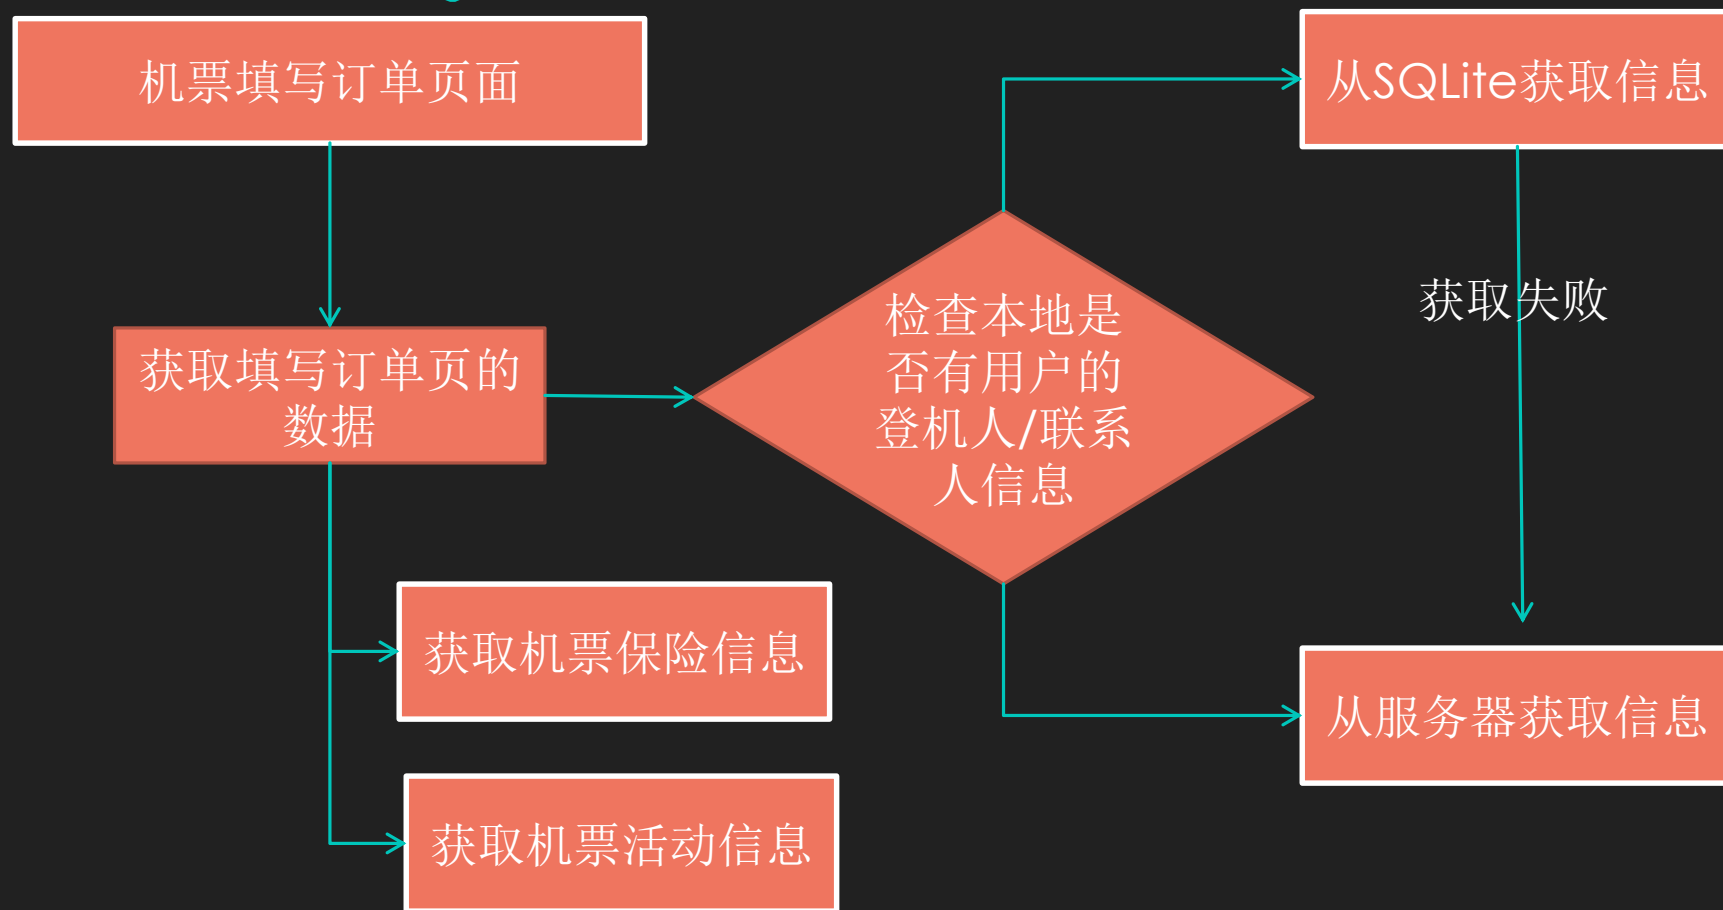 机票填写订单页面
从SQLite获取信息
获取填写订单页的
数据
检查本地是
否有用户的
登机人/联系
人信息
获取失败
获取机票保险信息
从服务器获取信息
获取机票活动信息